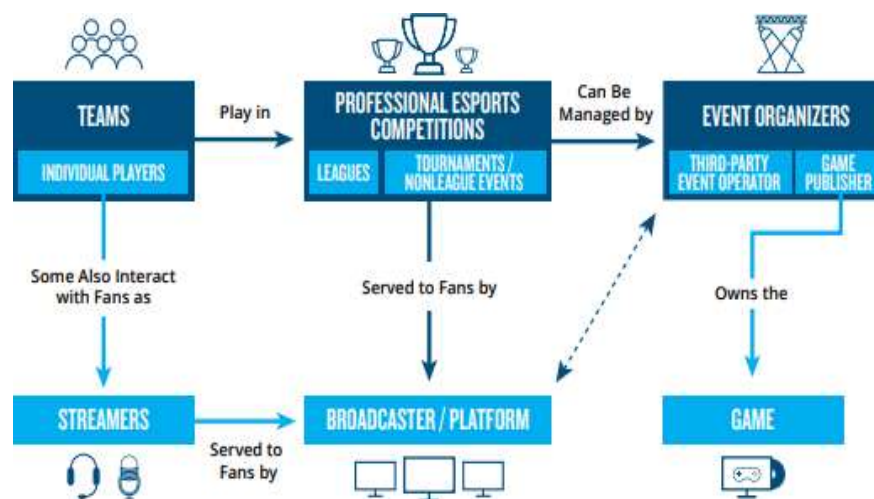 TEAMS
INDIVIDUAL PLAYERS
Play in
PROFESSIONAL ESPORTS
COMPETITIONS
LEAGUES
TOURNAMENTS /
NONLEAGUE EVENTS
Can Be
Managed by
EVENT ORGANIZERS
THIRD-PARTY
EVENT OPERATOR
GAME
PUBLISHER
Some Also Interact
with Fans as
Served to Fans by
Owns the
STREAMERS
Served to
Fans by
BROADCASTER / PLATFORM
GAME